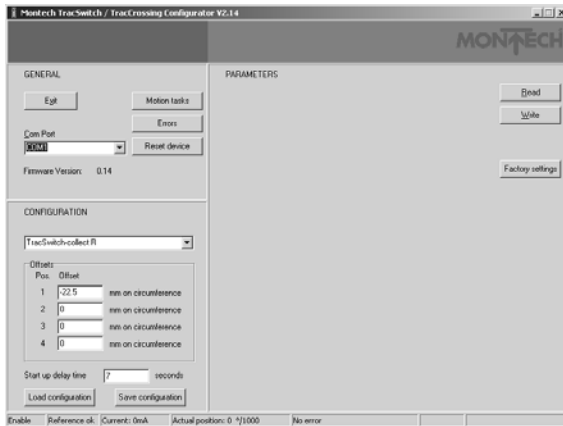 Montech TracSwitch / TracCrossing Configurator V2.14
MONTECH
GENERAL
Exit
Motion tasks
Errors
Com Port
COM1
Reset device
Firmware Version: 0.14
CONFIGURATION
TracSwitch-collect R
Offsets
Pos. Offset
1 -22.5 mm on circumference
2 0 mm on circumference
3 0 mm on circumference
4 0 mm on circumference
Start up delay time 7 seconds
Load configuration Save configuration
PARAMETERS
Read
Write
Factory settings
Enable Reference ok Current: 0mA Actual position: 0 °/1000 No error